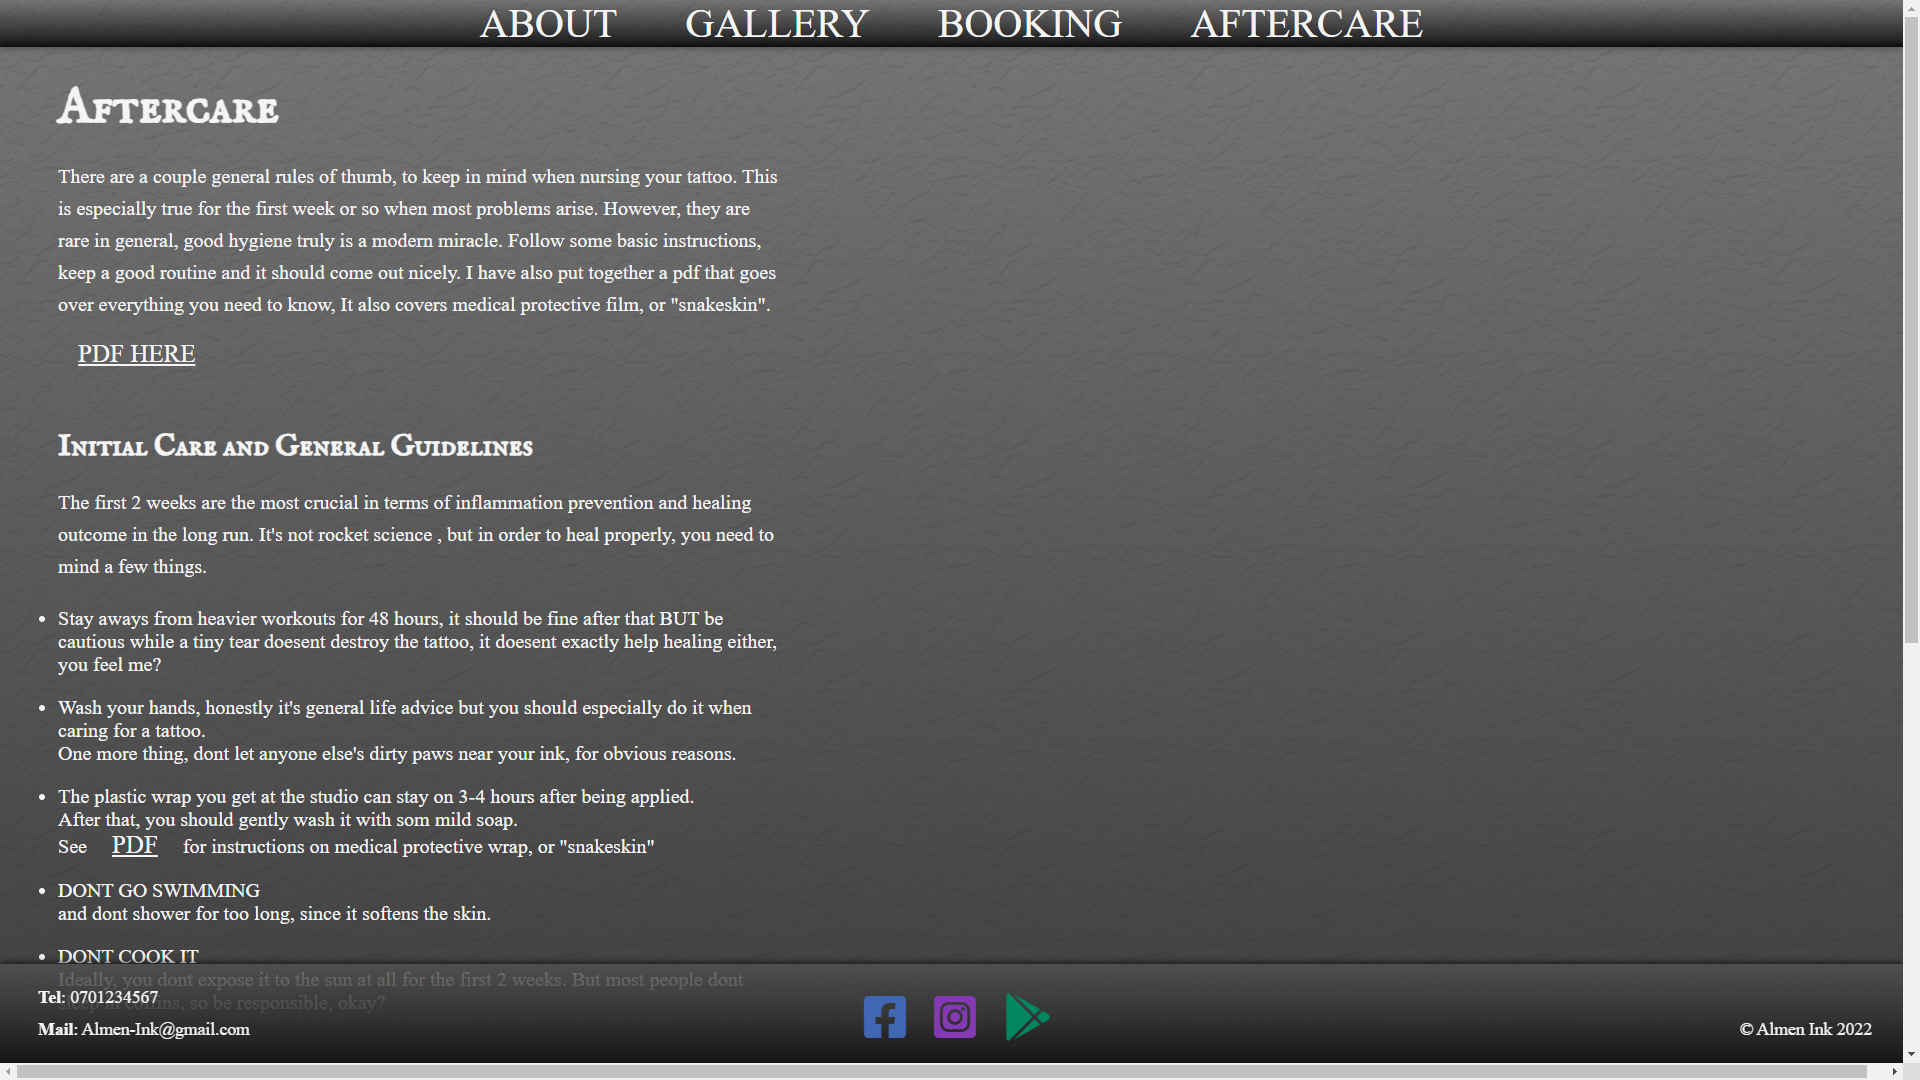 ABOUT GALLERY BOOKING AFTERCARE
Aftercare
There are a couple general rules of thumb, to keep in mind when nursing your tattoo. This
is especially true for the first week or so when most problems arise. However, they are
rare in general, good hygiene truly is a modern miracle. Follow some basic instructions,
keep a good routine and it should come out nicely. I have also put together a pdf that goes
over everything you need to know, It also covers medical protective film, or "snakeskin".
PDF HERE
Initial Care and General Guidelines
The first 2 weeks are the most crucial in terms of inflammation prevention and healing
outcome in the long run. It's not rocket science , but in order to heal properly, you need to
mind a few things.
• Stay aways from heavier workouts for 48 hours, it should be fine after that BUT be
cautious while a tiny tear doesent destroy the tattoo, it doesent exactly help healing either,
you feel me?
• Wash your hands, honestly it's general life advice but you should especially do it when
caring for a tattoo.
One more thing, dont let anyone else's dirty paws near your ink, for obvious reasons.
• The plastic wrap you get at the studio can stay on 3-4 hours after being applied.
After that, you should gently wash it with som mild soap.
See PDF for instructions on medical protective wrap, or "snakeskin"
• DONT GO SWIMMING
and dont shower for too long, since it softens the skin.
• DONT COOK IT
Ideally, you dont expose it to the sun at all for the first 2 weeks. But most people dont
sleep in coffins, so be responsible, okay?
Tel: 0701234567
Mail: Almen-Ink@gmail.com
© Almen Ink 2022